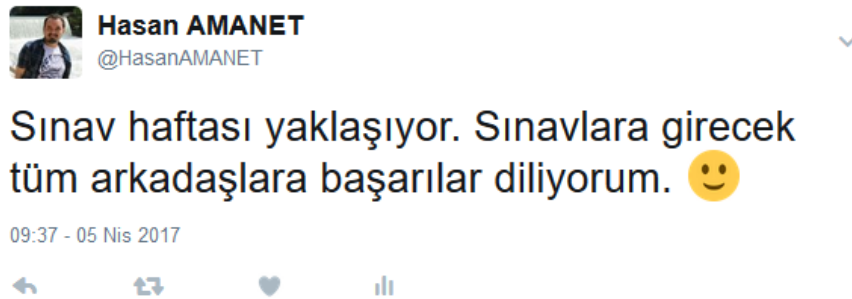 Hasan AMANET
@HasanAMANET
Sınav haftası yaklaşıyor. Sınavlara girecek
tüm arkadaşlara başarılar diliyorum. 🙂
09:37 - 05 Nis 2017